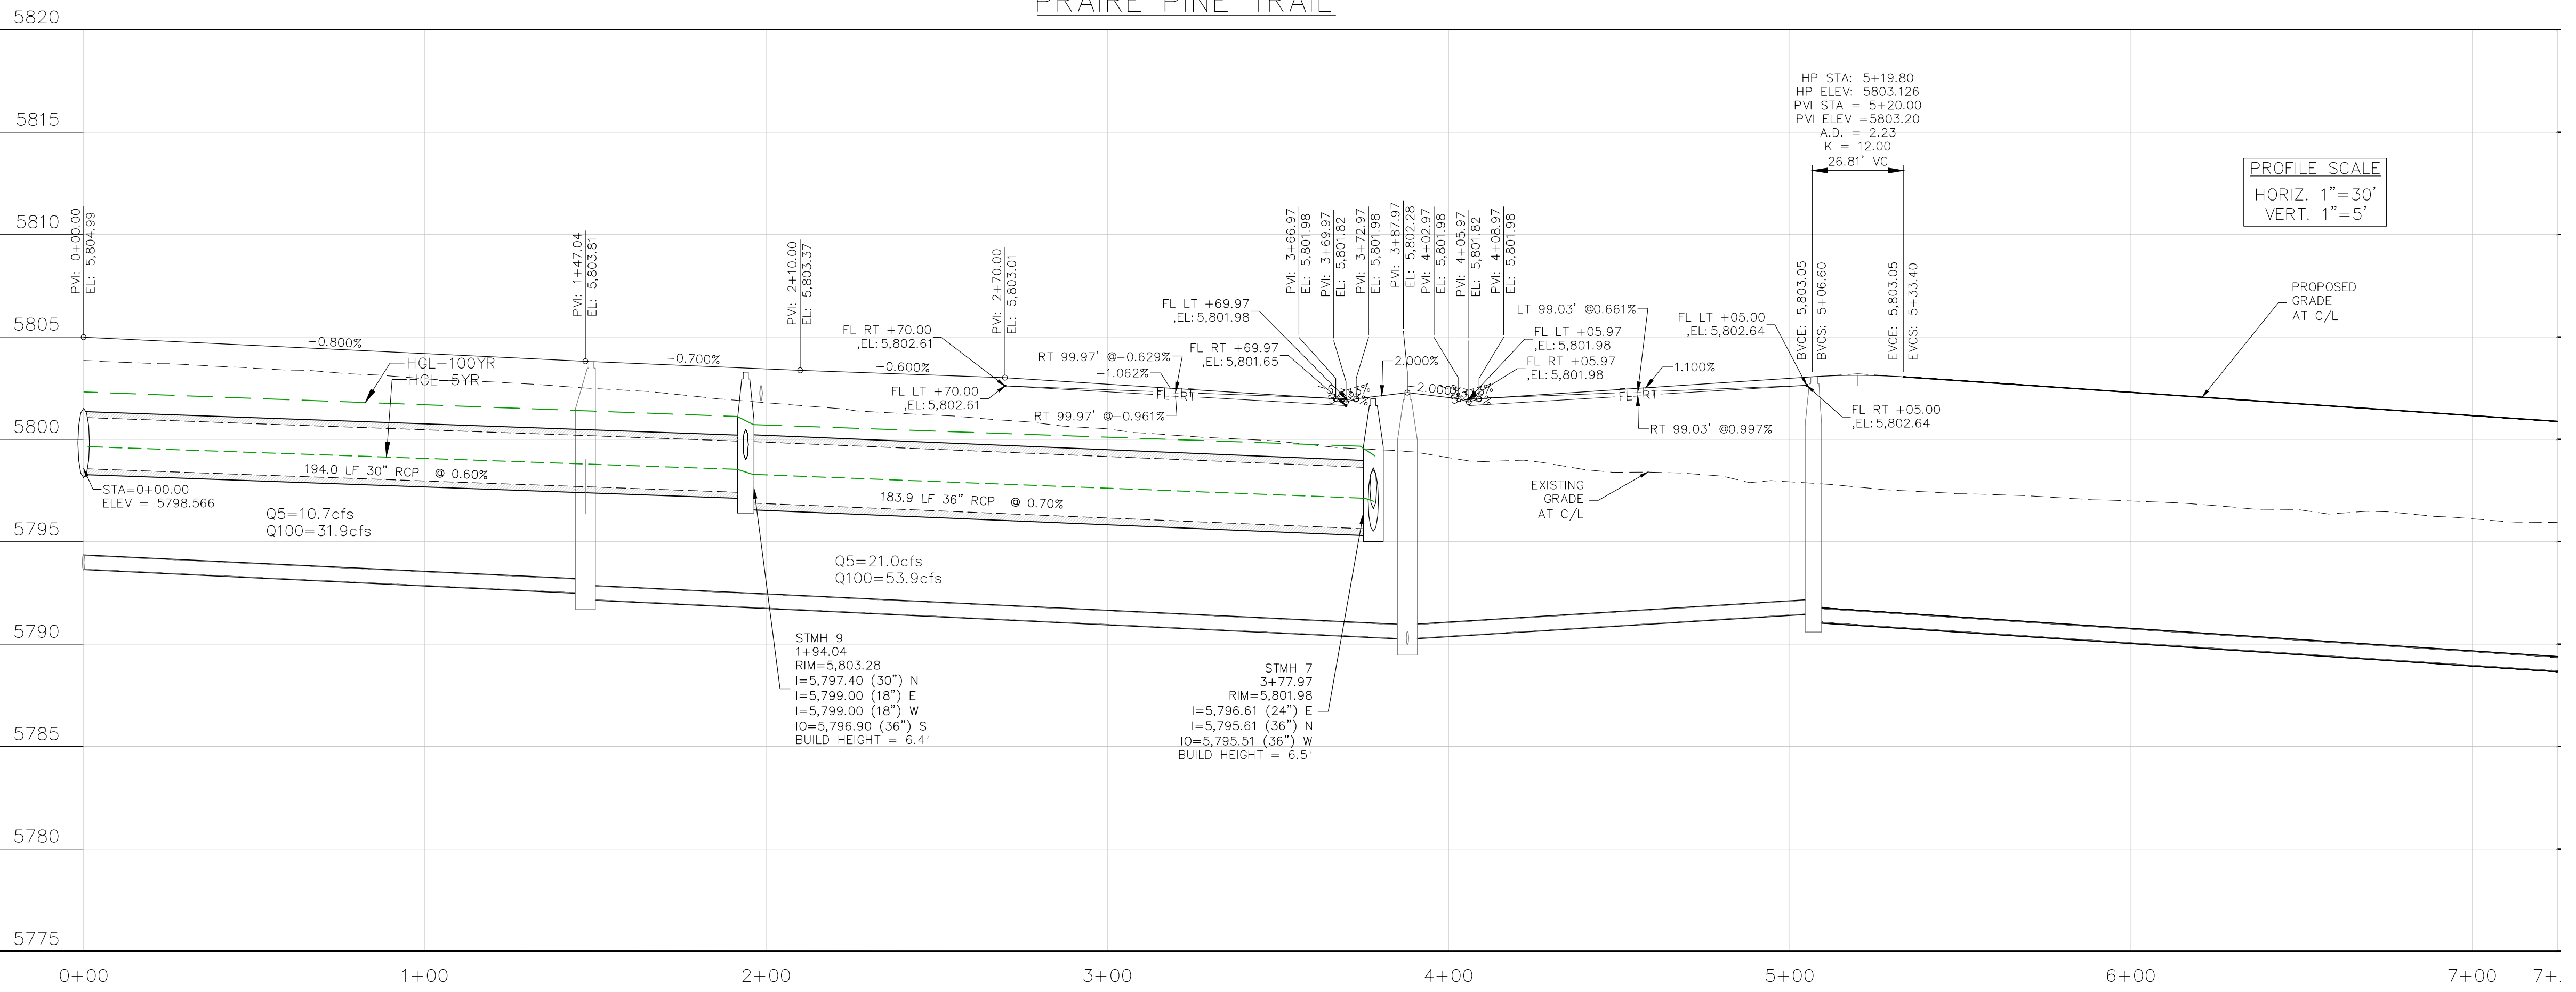 PRAIRE PINE TRAIL
5820
5815
5810
5805
5800
5795
5790
5785
5780
5775
0+00
1+00
2+00
3+00
4+00
5+00
6+00
7+00
PROFILE SCALE
HORIZ. 1"=30'
VERT. 1"=5'
HP STA: 5+19.80
HP ELEV: 5803.126
PVI STA = 5+20.00
PVI ELEV =5803.20
A.D. = 2.23
K = 12.00
26.81' VC
BVCE: 5,803.05
BVCS: 5+06.60
EVCE: 5,803.05
EVCS: 5+33.40
PVI: 0+00.00
EL: 5,804.99
PVI: 1+47.04
EL: 5,803.81
PVI: 2+10.00
EL: 5,803.37
PVI: 2+70.00
EL: 5,803.01
PVI: 3+66.97
EL: 5,801.98
PVI: 3+69.97
EL: 5,801.82
PVI: 3+72.97
EL: 5,801.98
PVI: 3+87.97
EL: 5,802.28
PVI: 4+02.97
EL: 5,801.98
PVI: 4+05.97
EL: 5,801.82
PVI: 4+08.97
EL: 5,801.98
-0.800%
-0.700%
-0.600%
HGL-100YR
HGL-5YR
FL RT +70.00
,EL:5,802.61
FL LT +70.00
,EL:5,802.61
RT 99.97' @-0.629%
-1.062%
FL-RT
RT 99.97' @-0.961%
FL LT +69.97
,EL:5,801.98
FL RT +69.97
,EL:5,801.65
2.000%
-2.000%
FL LT +05.97
,EL:5,801.98
FL RT +05.97
,EL:5,801.98
LT 99.03' @0.661%
1.100%
FL-RT
RT 99.03' @0.997%
FL LT +05.00
,EL:5,802.64
FL RT +05.00
,EL:5,802.64
PROPOSED
GRADE
AT C/L
EXISTING
GRADE
AT C/L
194.0 LF 30" RCP @ 0.60%
STA=0+00.00
ELEV = 5798.566
Q5=10.7cfs
Q100=31.9cfs
183.9 LF 36" RCP @ 0.70%
Q5=21.0cfs
Q100=53.9cfs
STMH 9
1+94.04
RIM=5,803.28
I=5,797.40 (30") N
I=5,799.00 (18") E
I=5,799.00 (18") W
IO=5,796.90 (36") S
BUILD HEIGHT = 6.4'
STMH 7
3+77.97
RIM=5,801.98
I=5,796.61 (24") E
I=5,795.61 (36") N
IO=5,795.51 (36") W
BUILD HEIGHT = 6.5'